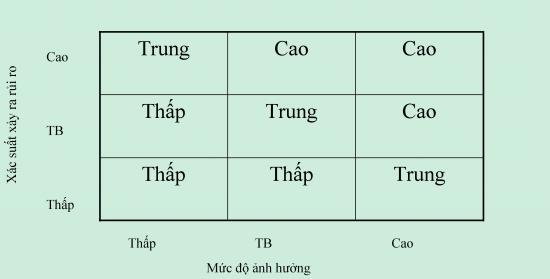 Xác suất xảy ra rủi ro
Cao
Trung
Cao
Cao
TB
Thấp
Trung
Cao
Thấp
Thấp
Thấp
Trung
Thấp
TB
Cao
Mức độ ảnh hưởng